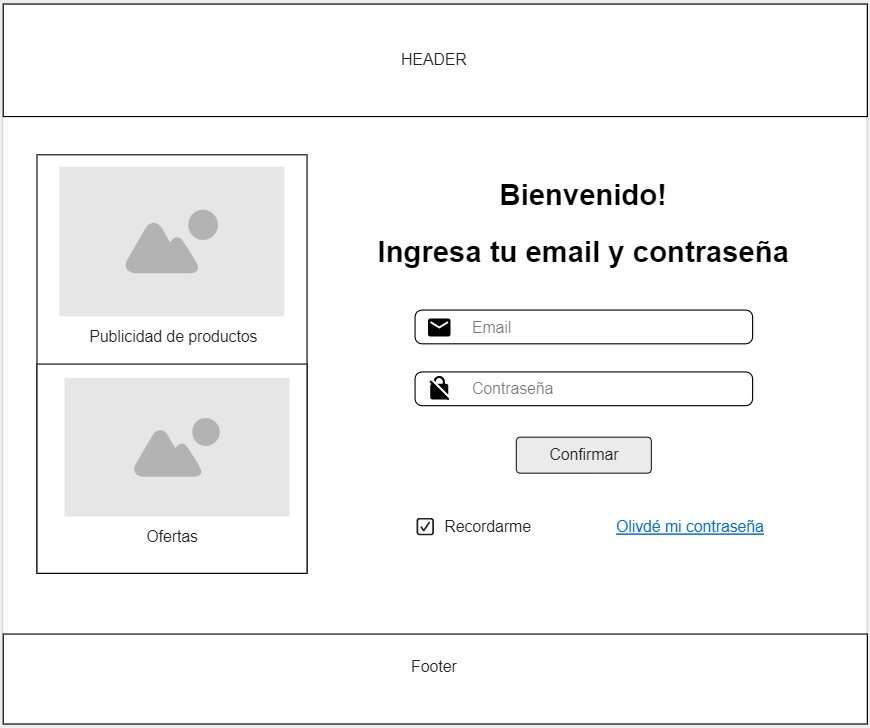 HEADER
Publicidad de productos
Ofertas
Bienvenido!
Ingresa tu email y contraseña
Email
Contraseña
Confirmar
Recordarme
Olivdé mi contraseña
Footer